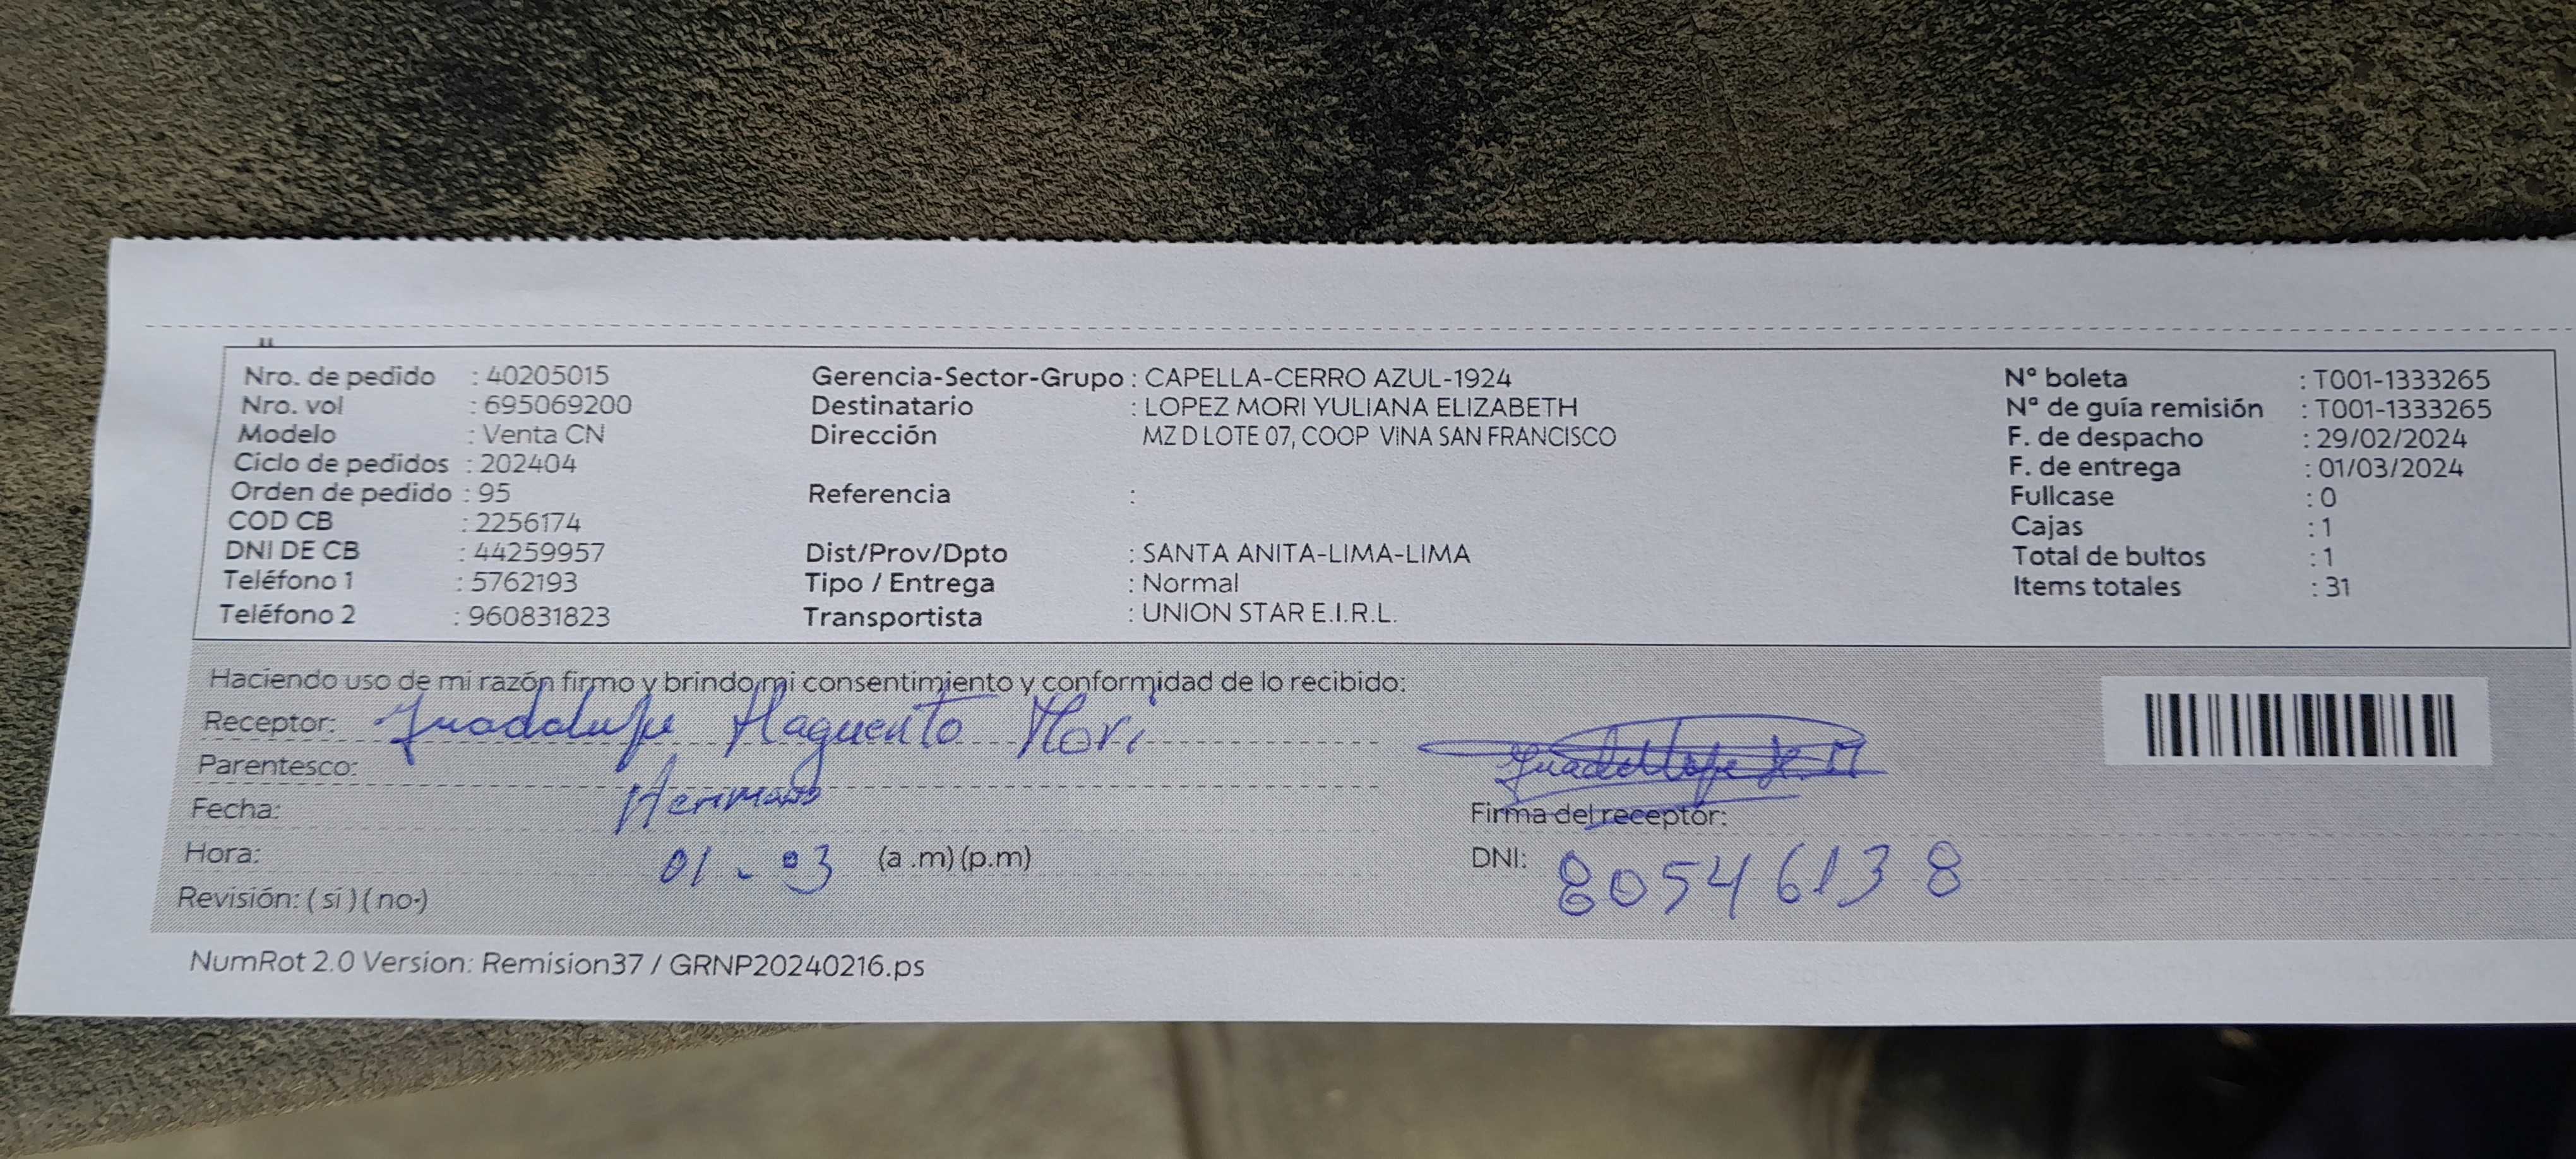 Nro. de pedido : 40205015 Gerencia-Sector-Grupo : CAPELLA-CERRO AZUL-1924 N° boleta : T001-1333265
Nro. vol : 695069200 Destinatario : LOPEZ MORI YULIANA ELIZABETH Nº de guía remisión : T001-1333265
Modelo : Venta CN Dirección MZ D LOTE 07, COOP VINA SAN FRANCISCO F. de despacho : 29/02/2024
Ciclo de pedidos : 202404 F. de entrega : 01/03/2024
Orden de pedido : 95 Referencia : Fullcase : 0
COD CB : 2256174 Cajas : 1
DNI DE CB : 44259957 Dist/Prov/Dpto : SANTA ANITA-LIMA-LIMA Total de bultos : 1
Teléfono 1 : 5762193 Tipo / Entrega : Normal Items totales : 31
Teléfono 2 : 960831823 Transportista : UNION STAR E.I.R.L.
Haciendo uso de mi razón firmo y brindo mi consentimiento y conformidad de lo recibido:
Receptor: Guadalupe Mori
Parentesco:
Fecha: Firma del receptor:
Hora: 01 - 03 (a .m) (p.m) DNI: 80546138
Revisión: ( sí ) ( no )
NumRot 2.0 Version: Remision37 / GRNP20240216.ps